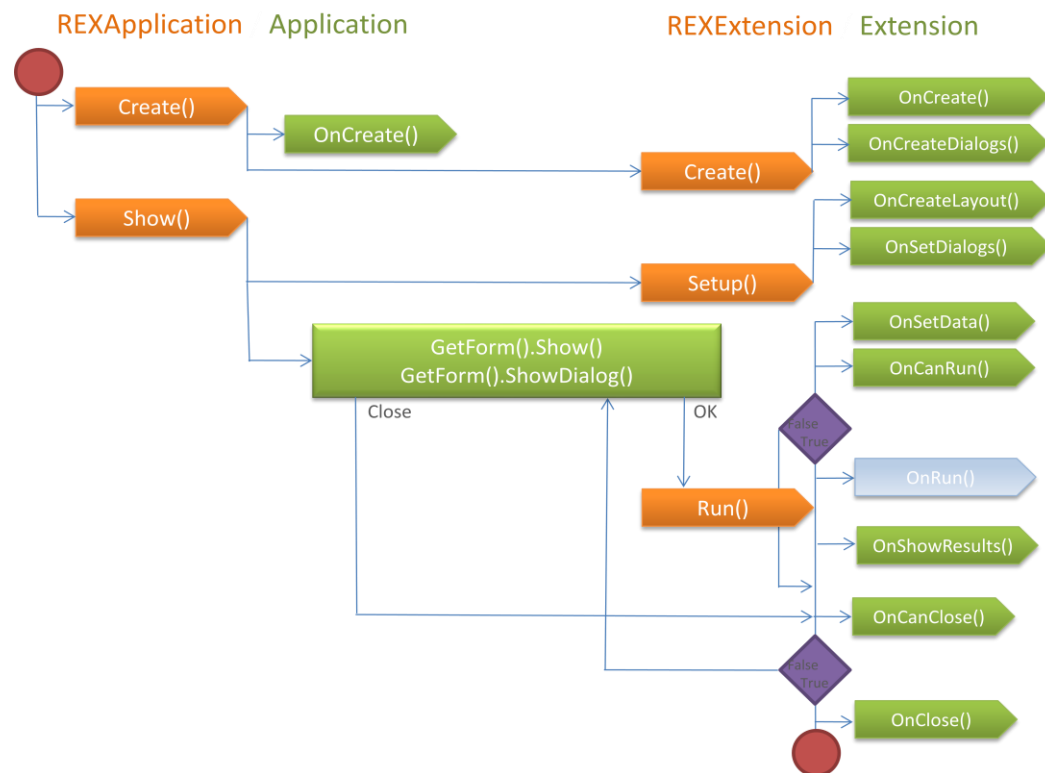 REXApplication Application REXExtension Extension
Create()
OnCreate()
OnCreate()
OnCreateDialogs()
Create()
Show()
OnCreateLayout()
OnSetDialogs()
Setup()
OnSetData()
GetForm().Show()
GetForm().ShowDialog()
OnCanRun()
Close
OK
False
True
OnRun()
Run()
OnShowResults()
OnCanClose()
False
True
OnClose()